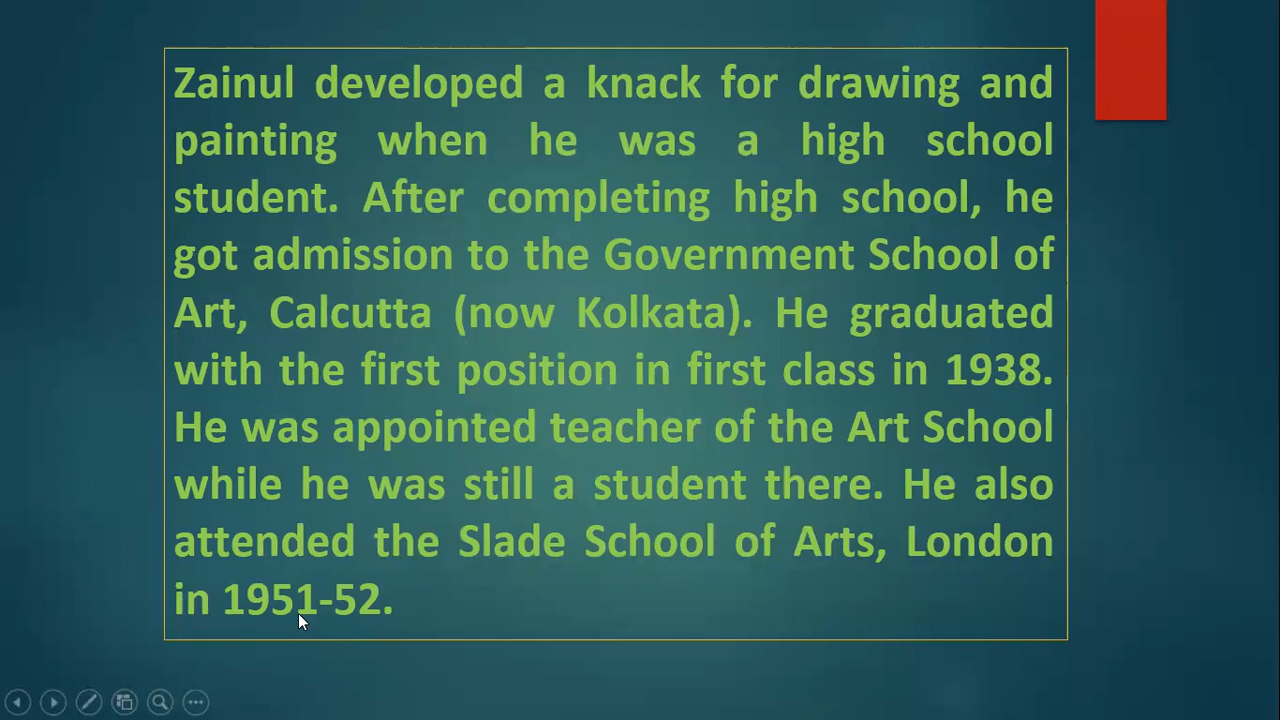 Zainul developed a knack for drawing and
painting when he was a high school
student. After completing high school, he
got admission to the Government School of
Art, Calcutta (now Kolkata). He graduated
with the first position in first class in 1938.
He was appointed teacher of the Art School
while he was still a student there. He also
attended the Slade School of Arts, London
in 1951-52.